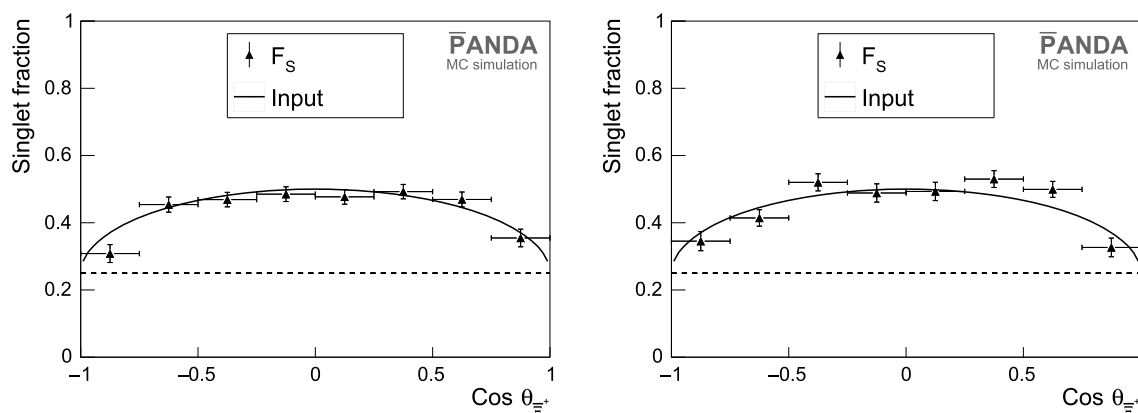 Singlet fraction
1
0.8
0.6
0.4
0.2
0
F_S
Input
P̅ANDA
MC simulation
−1
−0.5
0
0.5
1
Cos θ_Ξ̅⁺
Singlet fraction
1
0.8
0.6
0.4
0.2
0
F_S
Input
P̅ANDA
MC simulation
−1
−0.5
0
0.5
Cos θ_Ξ̅⁺